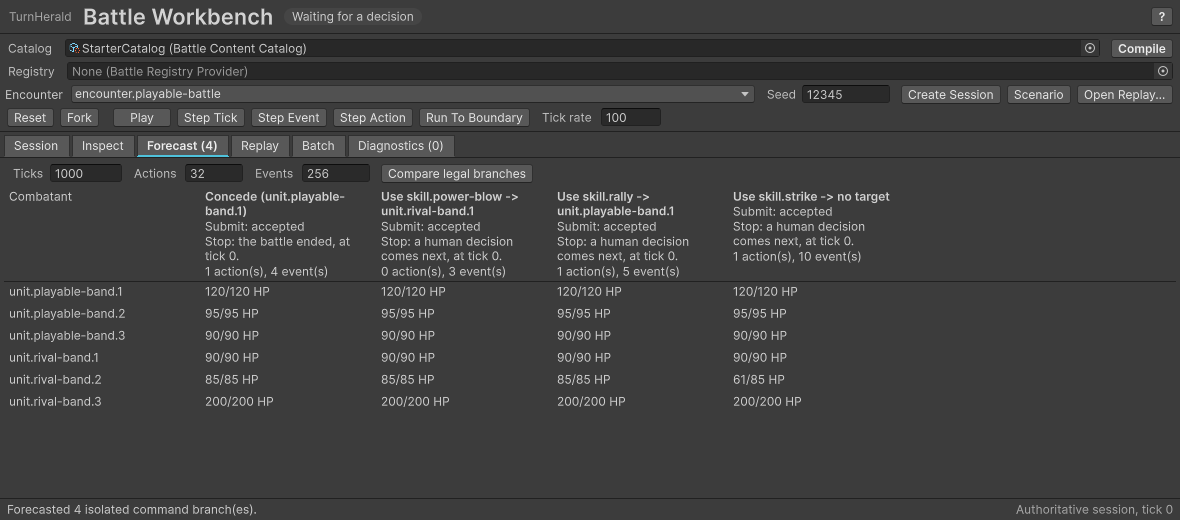 TurnHerald Battle Workbench Waiting for a decision ?
Catalog StarterCatalog (Battle Content Catalog) Compile
Registry None (Battle Registry Provider)
Encounter encounter.playable-battle Seed 12345 Create Session Scenario Open Replay...
Reset Fork Play Step Tick Step Event Step Action Run To Boundary Tick rate 100
Session Inspect Forecast (4) Replay Batch Diagnostics (0)
Ticks 1000 Actions 32 Events 256 Compare legal branches
Combatant
Concede (unit.playable-
band.1)
Submit: accepted
Stop: the battle ended, at
tick 0.
1 action(s), 4 event(s)
Use skill.power-blow ->
unit.rival-band.1
Submit: accepted
Stop: a human decision
comes next, at tick 0.
0 action(s), 3 event(s)
Use skill.rally ->
unit.playable-band.1
Submit: accepted
Stop: a human decision
comes next, at tick 0.
1 action(s), 5 event(s)
Use skill.strike -> no target
Submit: accepted
Stop: a human decision
comes next, at tick 0.
1 action(s), 10 event(s)
unit.playable-band.1 120/120 HP 120/120 HP 120/120 HP 120/120 HP
unit.playable-band.2 95/95 HP 95/95 HP 95/95 HP 95/95 HP
unit.playable-band.3 90/90 HP 90/90 HP 90/90 HP 90/90 HP
unit.rival-band.1 90/90 HP 90/90 HP 90/90 HP 90/90 HP
unit.rival-band.2 85/85 HP 85/85 HP 85/85 HP 61/85 HP
unit.rival-band.3 200/200 HP 200/200 HP 200/200 HP 200/200 HP
Forecasted 4 isolated command branch(es). Authoritative session, tick 0